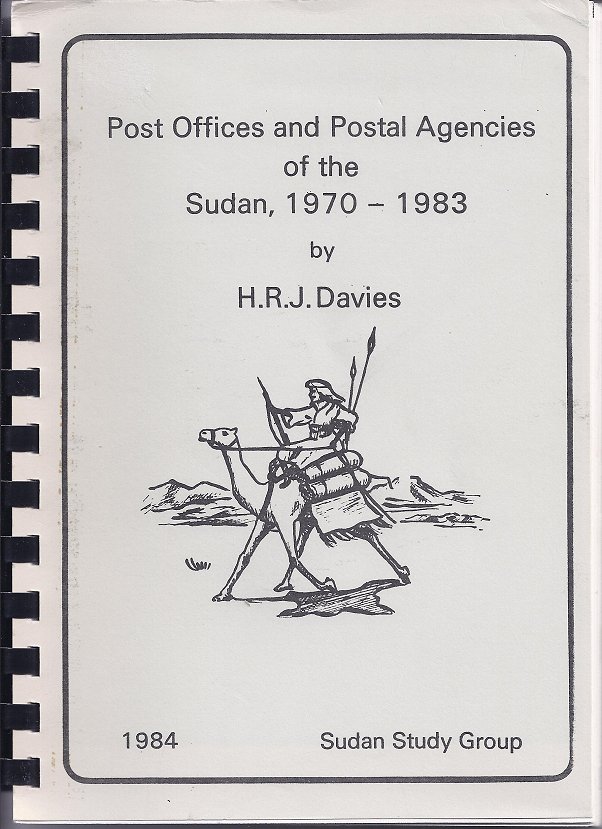 Post Offices and Postal Agencies
of the
Sudan, 1970 – 1983
by
H.R.J. Davies
1984
Sudan Study Group